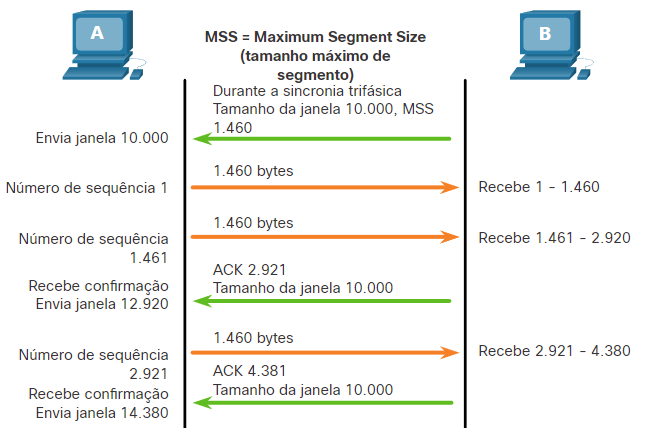 A
B
MSS = Maximum Segment Size
(tamanho máximo de
segmento)
Durante a sincronia trifásica
Tamanho da janela 10.000, MSS
1.460
Envia janela 10.000
1.460 bytes
Número de sequência 1
Recebe 1 - 1.460
1.460 bytes
Número de sequência
1.461
Recebe 1.461 - 2.920
ACK 2.921
Tamanho da janela 10.000
Recebe confirmação
Envia janela 12.920
1.460 bytes
Número de sequência
2.921
Recebe 2.921 - 4.380
ACK 4.381
Tamanho da janela 10.000
Recebe confirmação
Envia janela 14.380